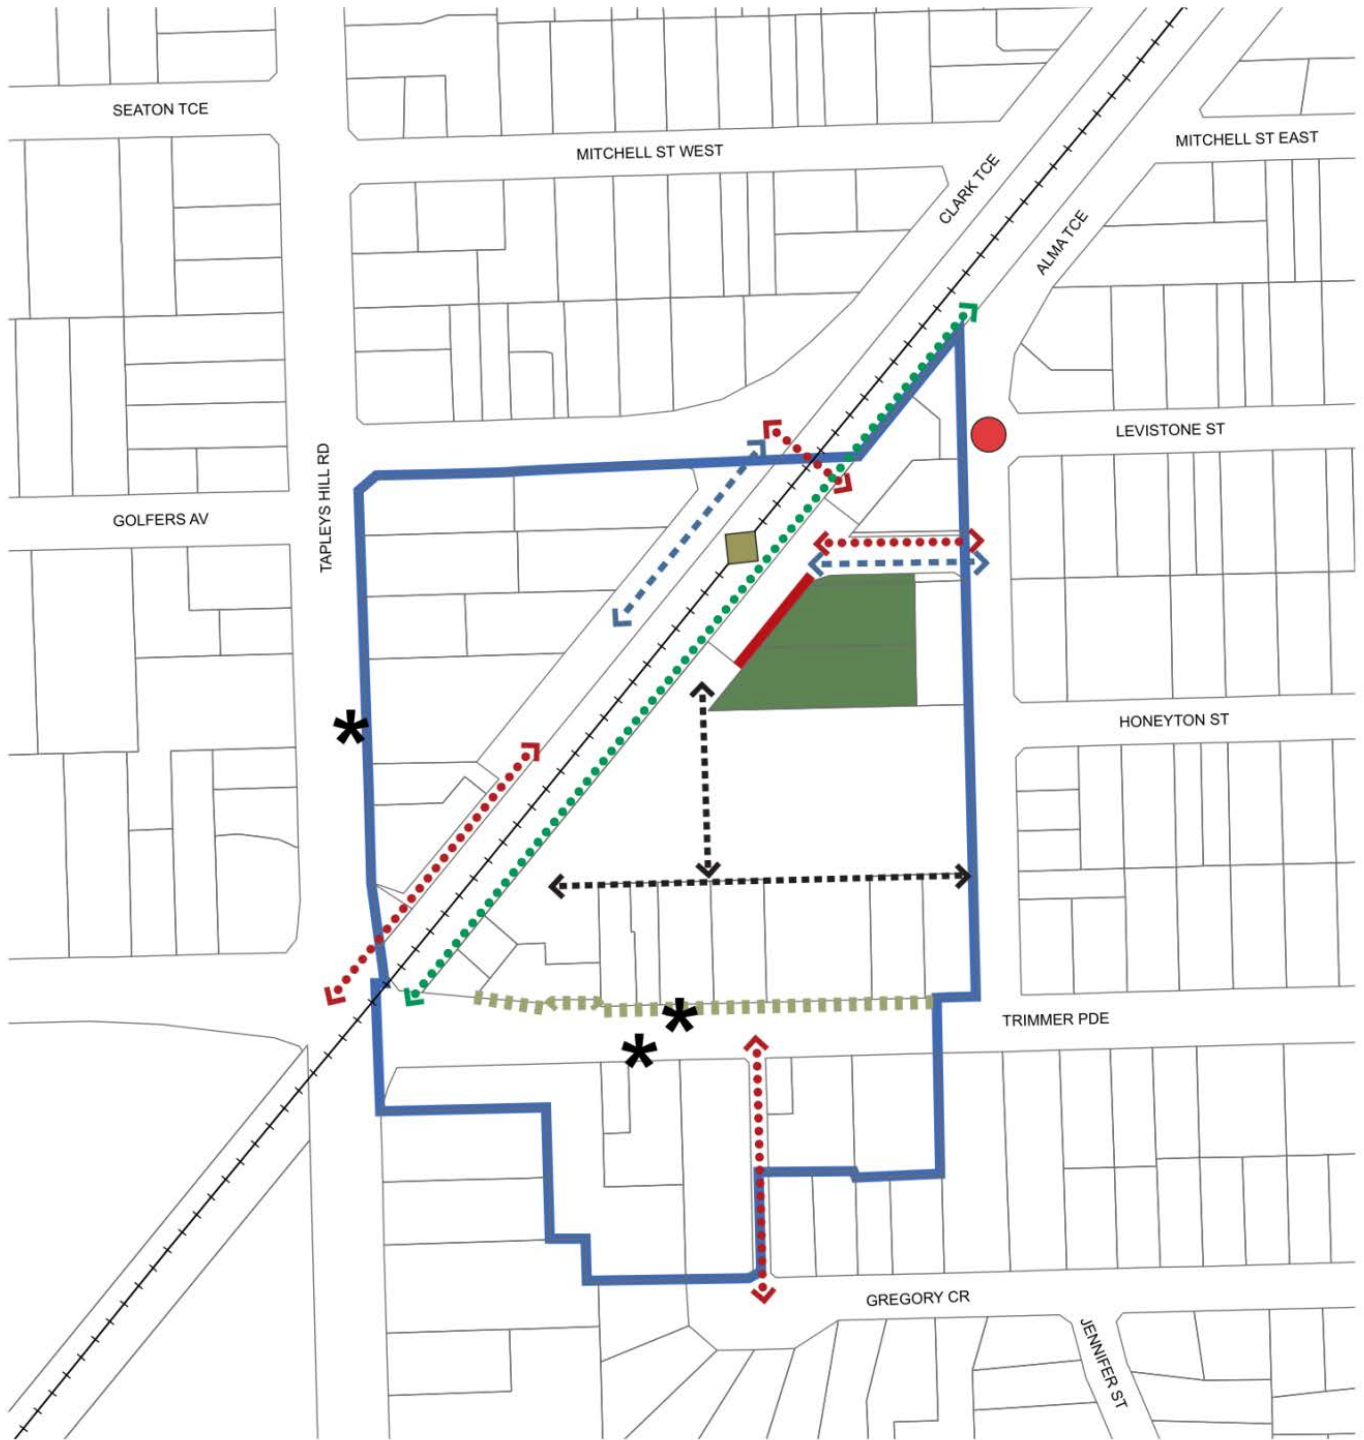 SEATON TCE
MITCHELL ST WEST
MITCHELL ST EAST
CLARK TCE
ALMA TCE
LEVISTONE ST
TAPLEYS HILL RD
GOLFERS AV
HONEYTON ST
TRIMMER PDE
GREGORY CR
JENNIFER ST